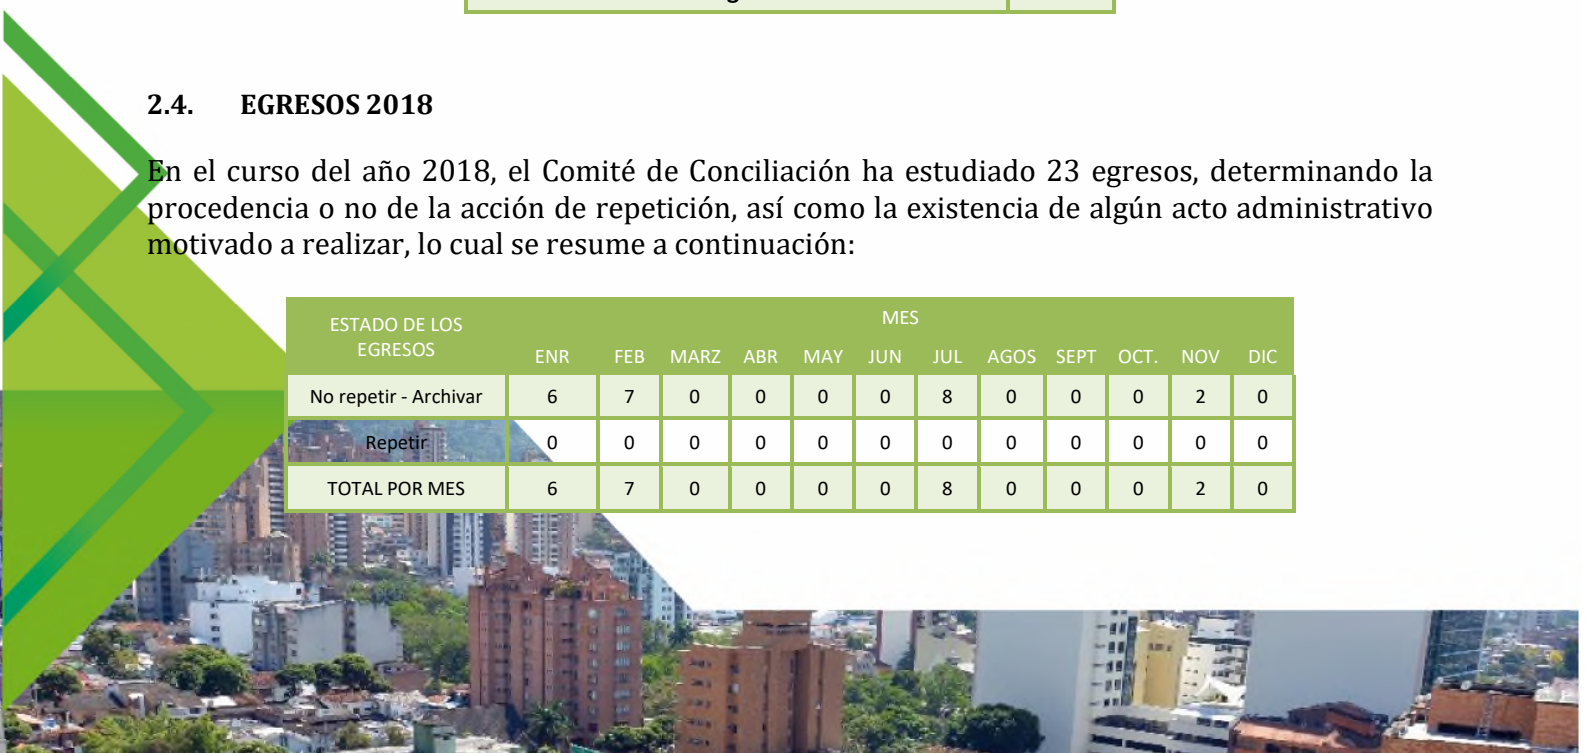 2.4. EGRESOS 2018
En el curso del año 2018, el Comité de Conciliación ha estudiado 23 egresos, determinando la
procedencia o no de la acción de repetición, así como la existencia de algún acto administrativo
motivado a realizar, lo cual se resume a continuación:
ESTADO DE LOS EGRESOS MES
ENR FEB MARZ ABR MAY JUN JUL AGOS SEPT OCT. NOV DIC
No repetir - Archivar 6 7 0 0 0 0 8 0 0 0 2 0
Repetir 0 0 0 0 0 0 0 0 0 0 0 0
TOTAL POR MES 6 7 0 0 0 0 8 0 0 0 2 0